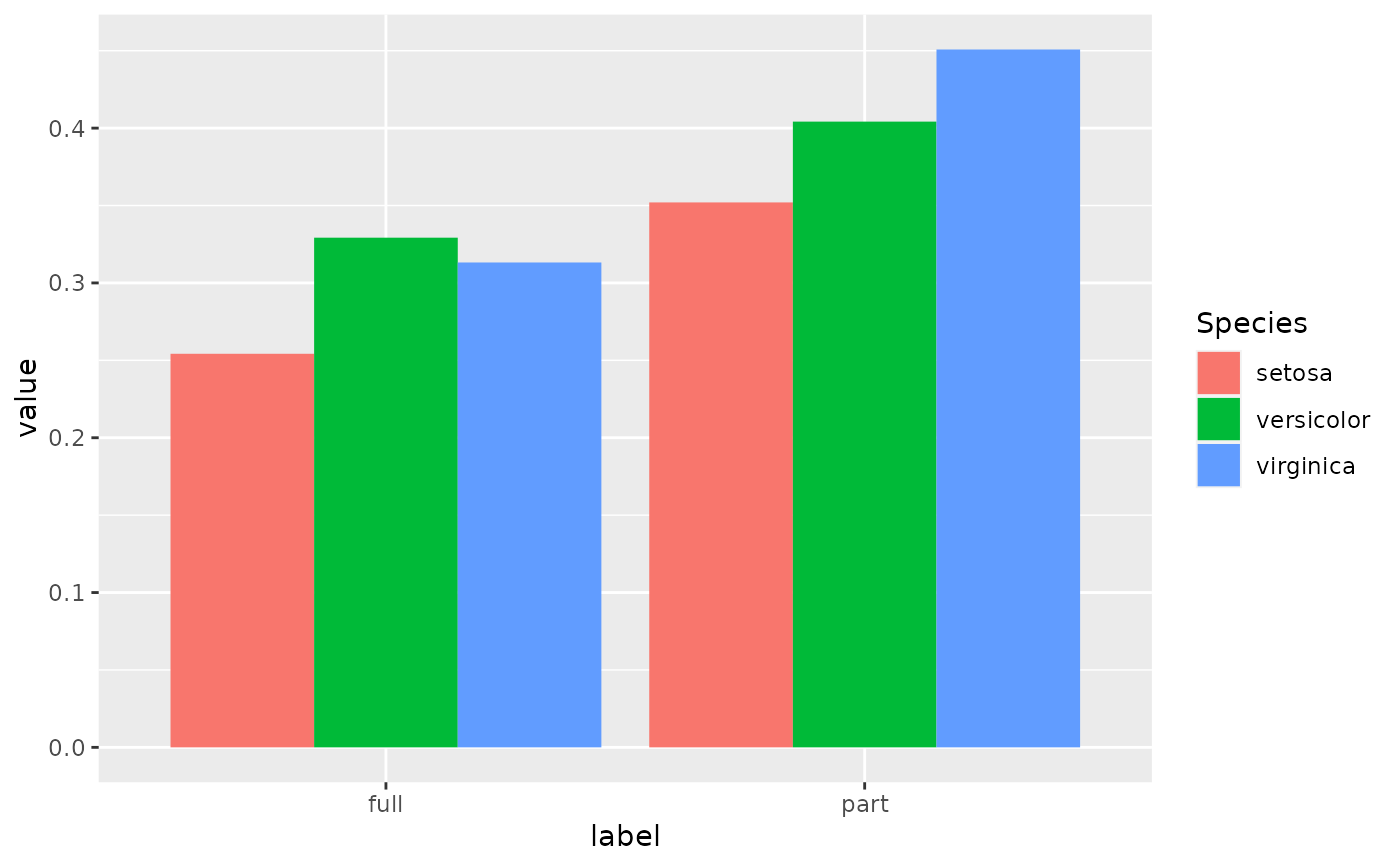 value
0.4
0.3
0.2
0.1
0.0
full part
label
Species
setosa
versicolor
virginica